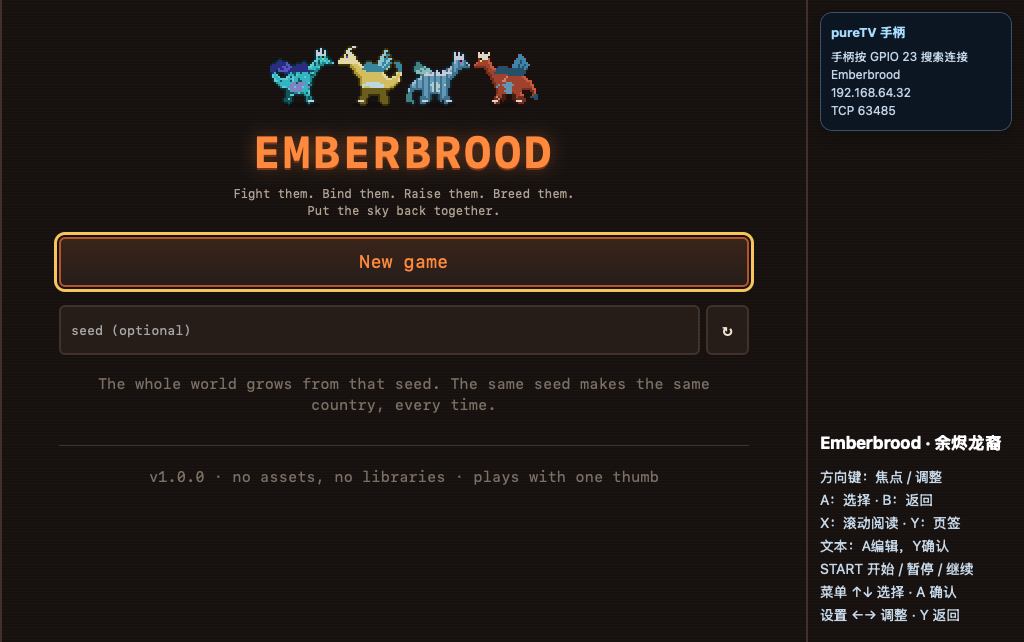 EMBERBROOD
Fight them. Bind them. Raise them. Breed them.
Put the sky back together.
New game
seed (optional)
↻
The whole world grows from that seed. The same seed makes the same
country, every time.
v1.0.0 · no assets, no libraries · plays with one thumb
pureTV 手柄
手柄按 GPIO 23 搜索连接
Emberbrood
192.168.64.32
TCP 63485
Emberbrood · 余烬龙裔
方向键：焦点 / 调整
A：选择 · B：返回
X：滚动阅读 · Y：页签
文本：A编辑，Y确认
START 开始 / 暂停 / 继续
菜单 ↑↓ 选择 · A 确认
设置 ←→ 调整 · Y 返回